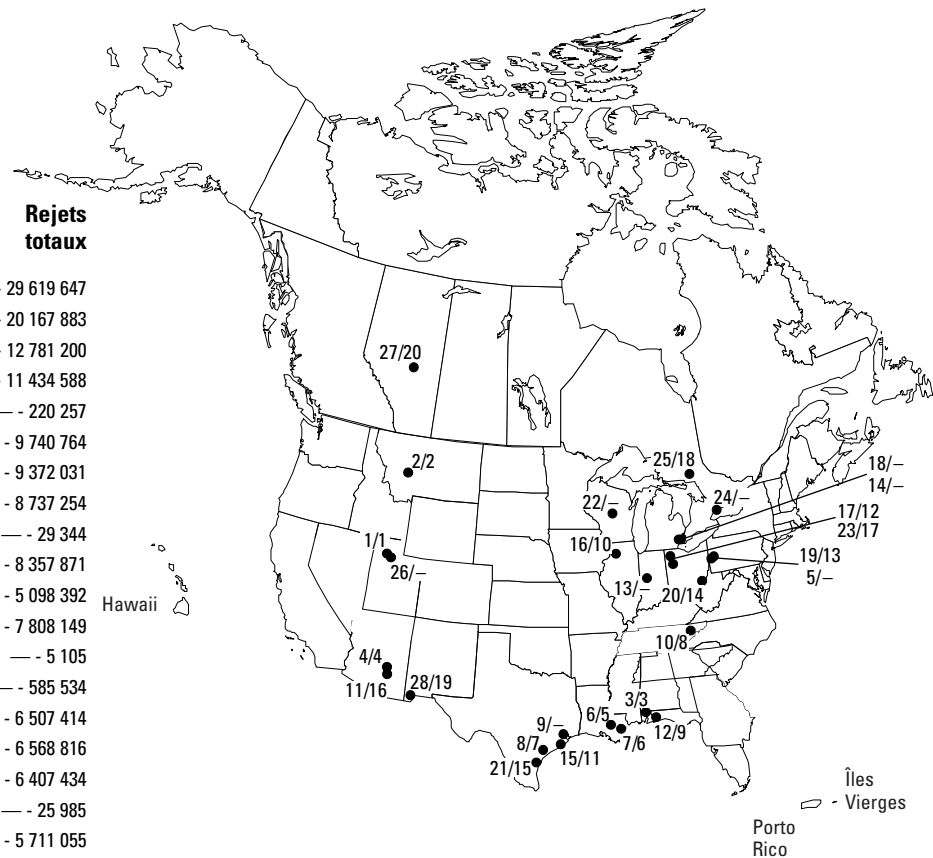 Rejets
totaux
- 29 619 647
- 20 167 883
- 12 781 200
- 11 434 588
— - 220 257
- 9 740 764
- 9 372 031
- 8 737 254
— - 29 344
- 8 357 871
- 5 098 392
- 7 808 149
— - 5 105
— - 585 534
- 6 507 414
- 6 568 816
- 6 407 434
— - 25 985
- 5 711 055
27/20
2/2
25/18
18/–
14/–
22/–
24/–
17/12
23/17
16/10
1/1
26/–
19/13
5/–
13/–
20/14
Hawaii
10/8
4/4
11/16
28/19
3/3
6/5
12/9
9/–
7/6
8/7
15/11
21/15
Îles
Vierges
Porto
Rico